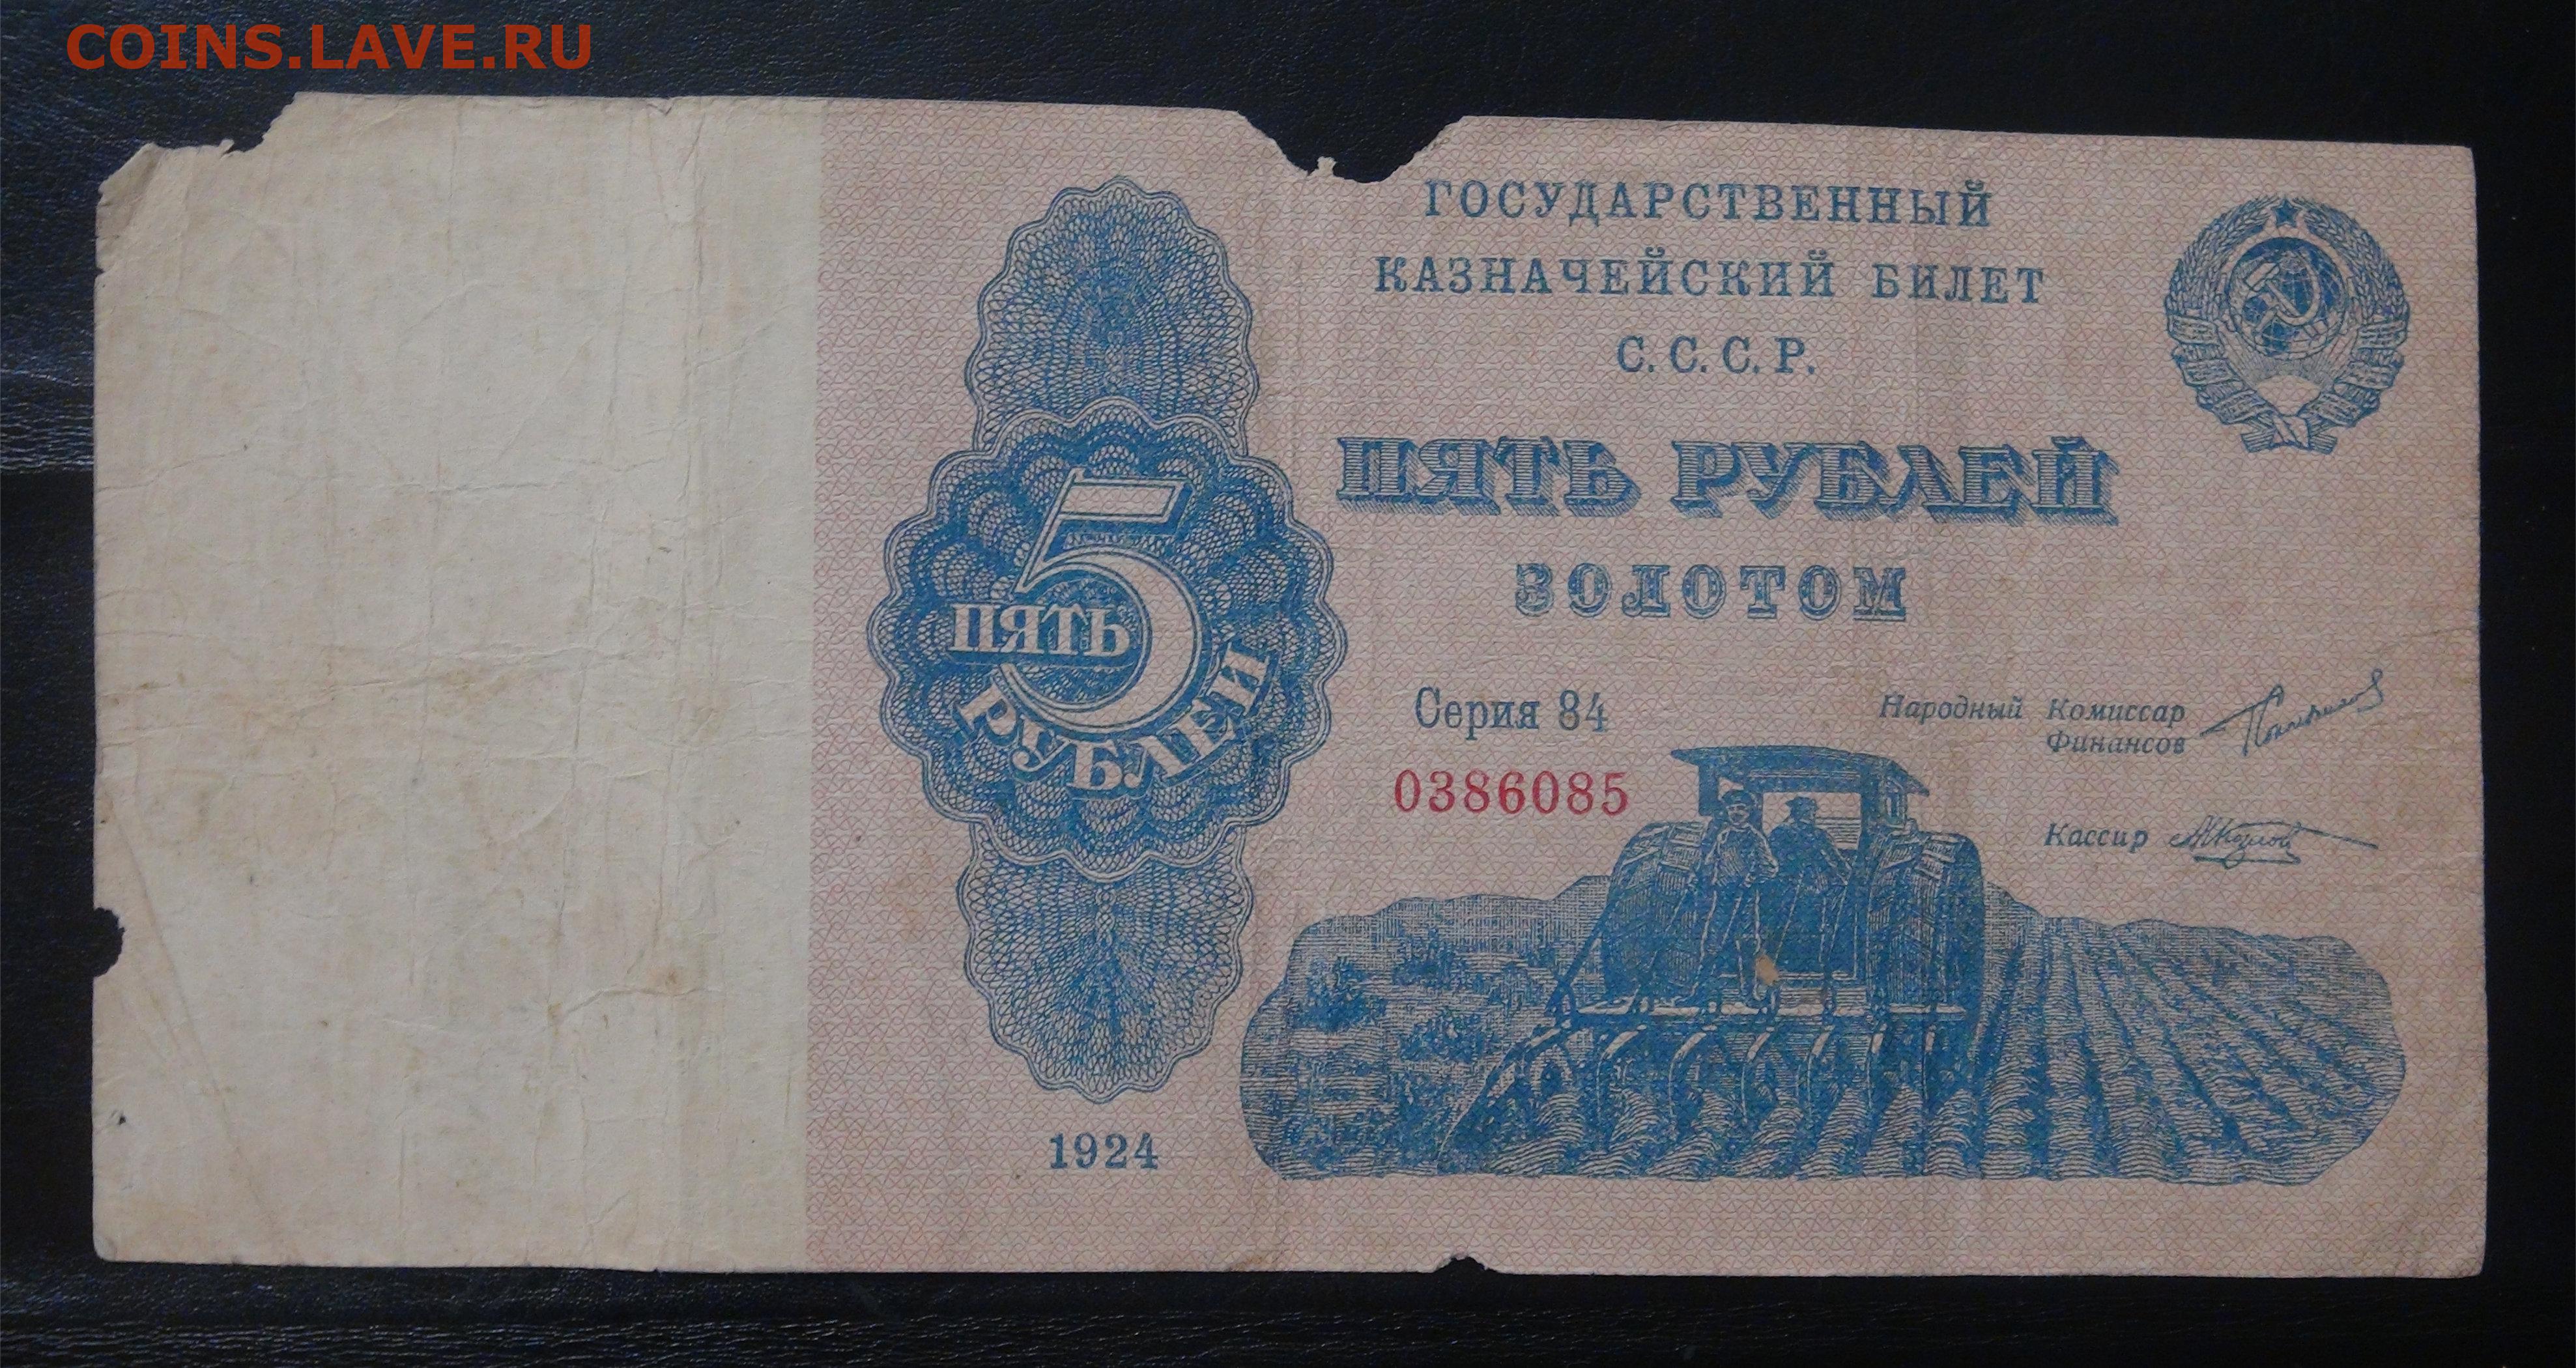 COINS.LAVE.RU
ГОСУДАРСТВЕННЫЙ
КАЗНАЧЕЙСКИЙ БИЛЕТ
С.С.С.Р.
ПЯТЬ РУБЛЕЙ
ЗОЛОТОМ
5
ПЯТЬ
РУБЛЕЙ
Серия 84
0386085
Народный Комиссар
Финансов
Кассир
1924